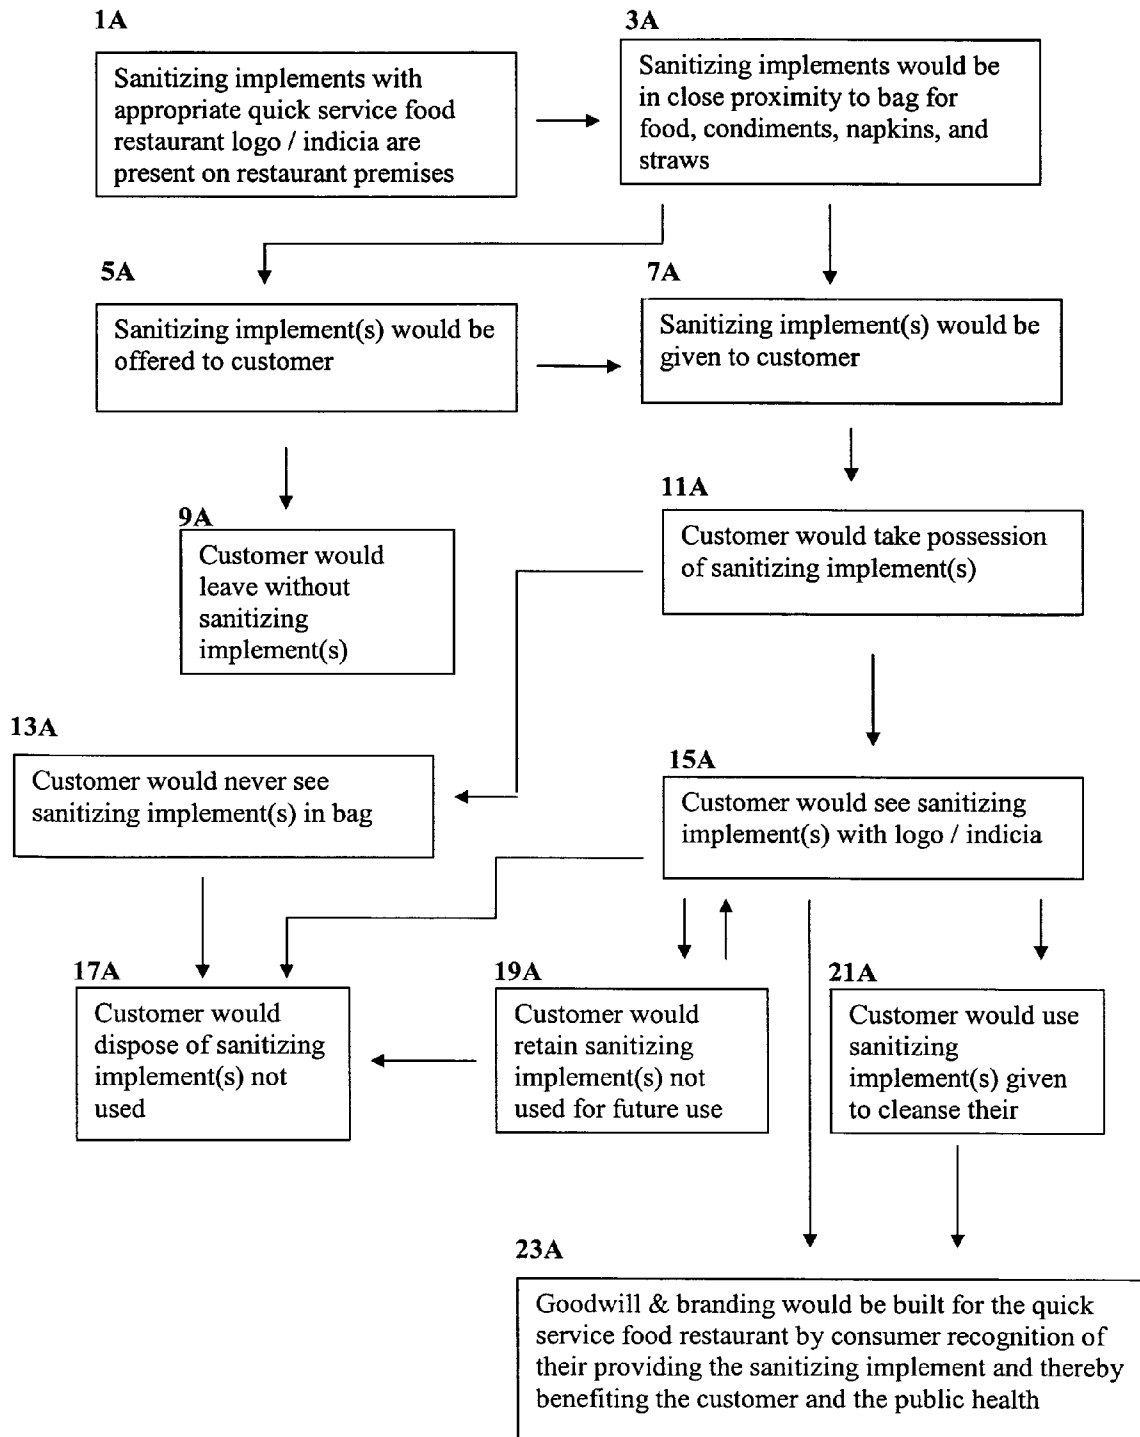 1A
Sanitizing implements with
appropriate quick service food
restaurant logo / indicia are
present on restaurant premises
3A
Sanitizing implements would be
in close proximity to bag for
food, condiments, napkins, and
straws
5A
Sanitizing implement(s) would be
offered to customer
7A
Sanitizing implement(s) would be
given to customer
9A
Customer would
leave without
sanitizing
implement(s)
11A
Customer would take possession
of sanitizing implement(s)
13A
Customer would never see
sanitizing implement(s) in bag
15A
Customer would see sanitizing
implement(s) with logo / indicia
17A
Customer would
dispose of sanitizing
implement(s) not
used
19A
Customer would
retain sanitizing
implement(s) not
used for future use
21A
Customer would use
sanitizing
implement(s) given
to cleanse their
23A
Goodwill & branding would be built for the quick
service food restaurant by consumer recognition of
their providing the sanitizing implement and thereby
benefiting the customer and the public health